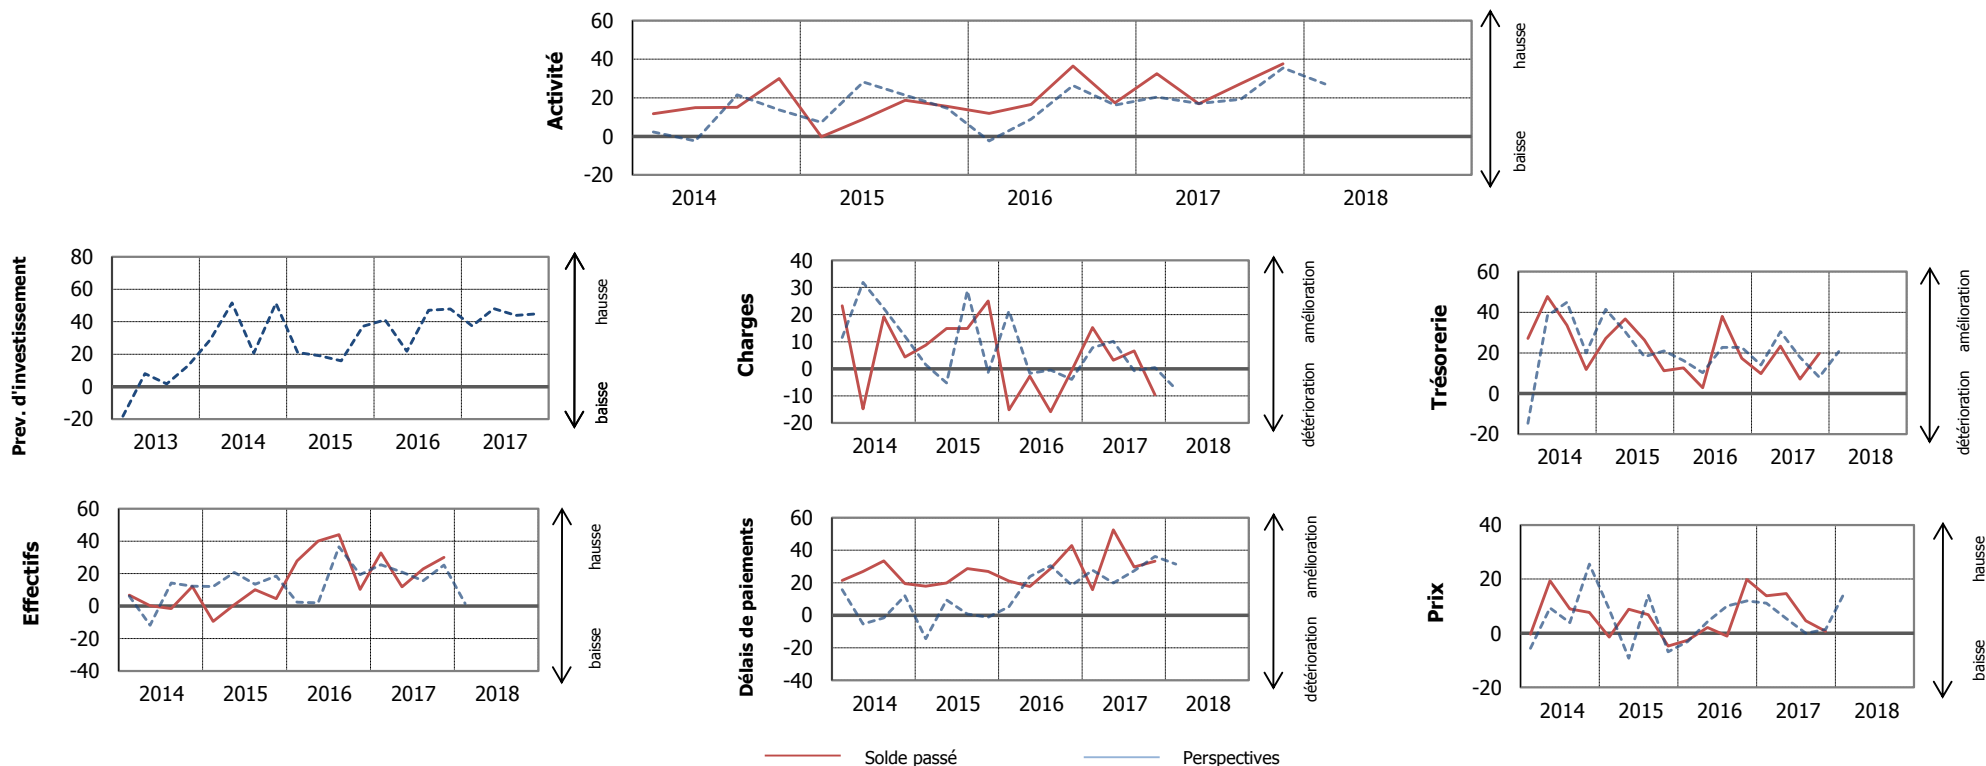 Activité
60
40
20
0
-20
2014 2015 2016 2017 2018
hausse
baisse
Prev. d'investissement
80
60
40
20
0
-20
2013 2014 2015 2016 2017
hausse
baisse
Charges
40
30
20
10
0
-10
-20
2014 2015 2016 2017 2018
amélioration
détérioration
Trésorerie
60
40
20
0
-20
2014 2015 2016 2017 2018
amélioration
détérioration
Effectifs
60
40
20
0
-20
-40
2014 2015 2016 2017 2018
hausse
baisse
Délais de paiements
60
40
20
0
-20
-40
2014 2015 2016 2017 2018
amélioration
détérioration
Prix
40
20
0
-20
2014 2015 2016 2017 2018
hausse
baisse
Solde passé Perspectives